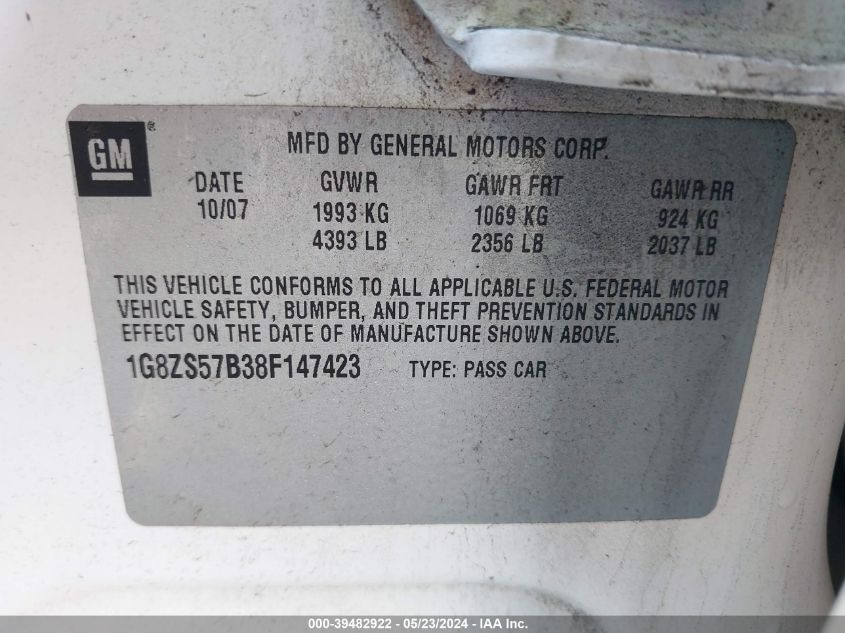 GM®
MFD BY GENERAL MOTORS CORP.
DATE GVWR GAWR FRT GAWR RR
10/07 1993 KG 1069 KG 924 KG
4393 LB 2356 LB 2037 LB
THIS VEHICLE CONFORMS TO ALL APPLICABLE U.S. FEDERAL MOTOR
VEHICLE SAFETY, BUMPER, AND THEFT PREVENTION STANDARDS IN
EFFECT ON THE DATE OF MANUFACTURE SHOWN ABOVE.
1G8ZS57B38F147423 TYPE: PASS CAR
000-39482922 - 05/23/2024 - IAA Inc.